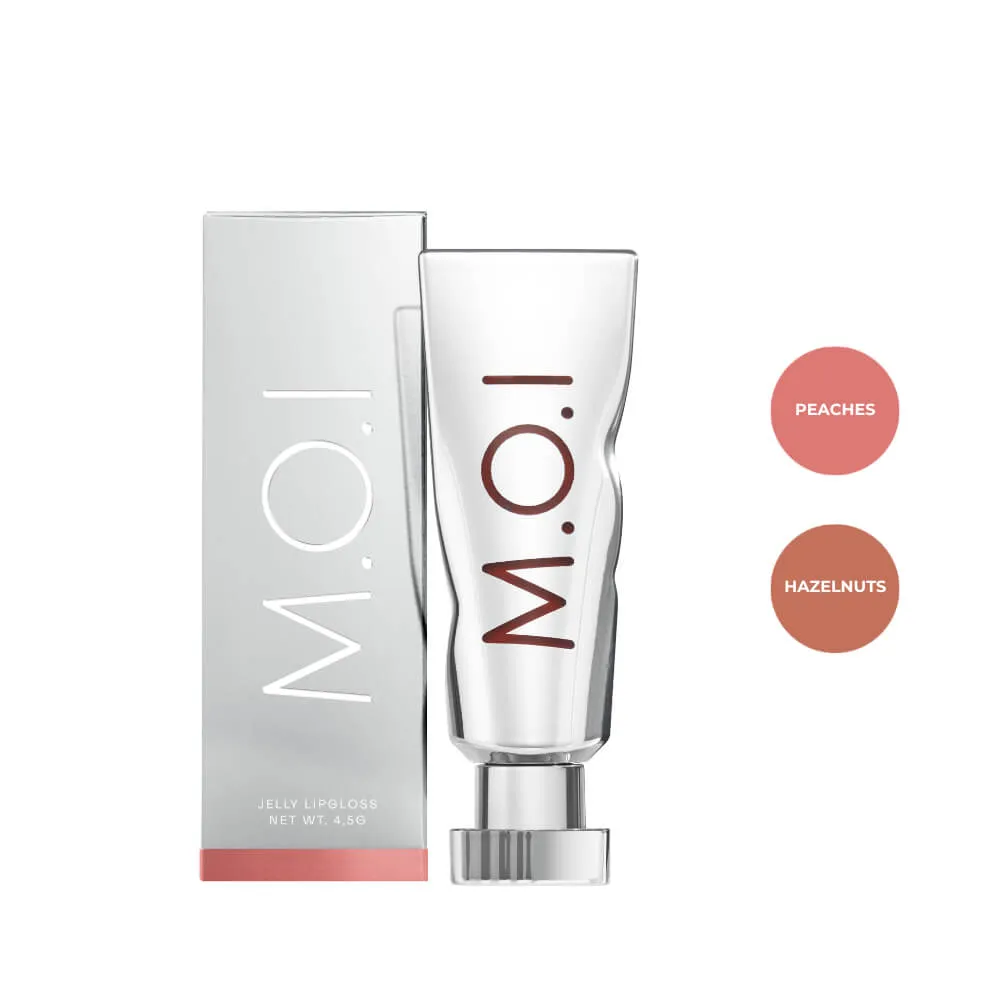 M.O.I
JELLY LIPGLOSS
NET WT, 4,5G
M.O.I
PEACHES
HAZELNUTS